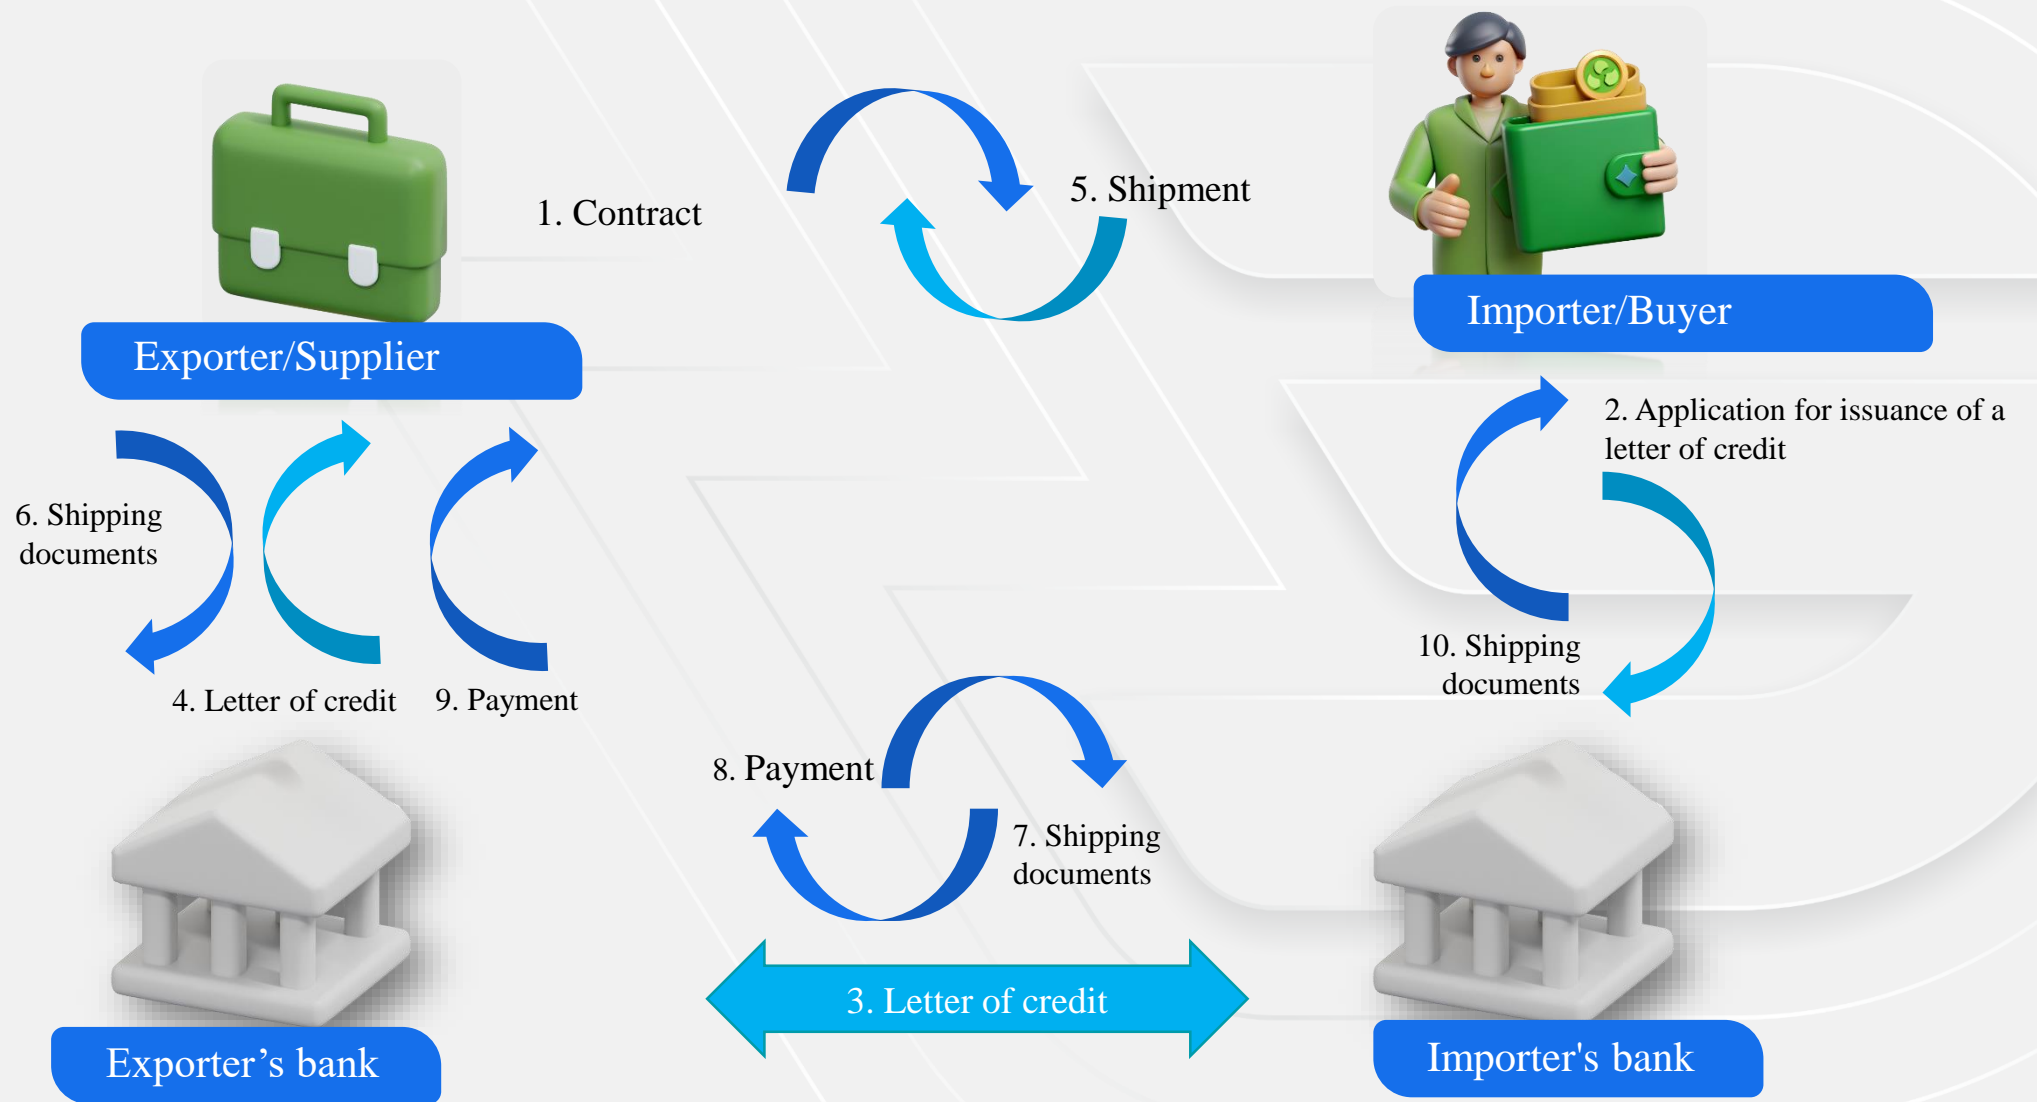 1. Contract
5. Shipment
Exporter/Supplier
Importer/Buyer
2. Application for issuance of a
letter of credit
6. Shipping
documents
4. Letter of credit
9. Payment
10. Shipping
documents
8. Payment
7. Shipping
documents
3. Letter of credit
Exporter’s bank
Importer's bank